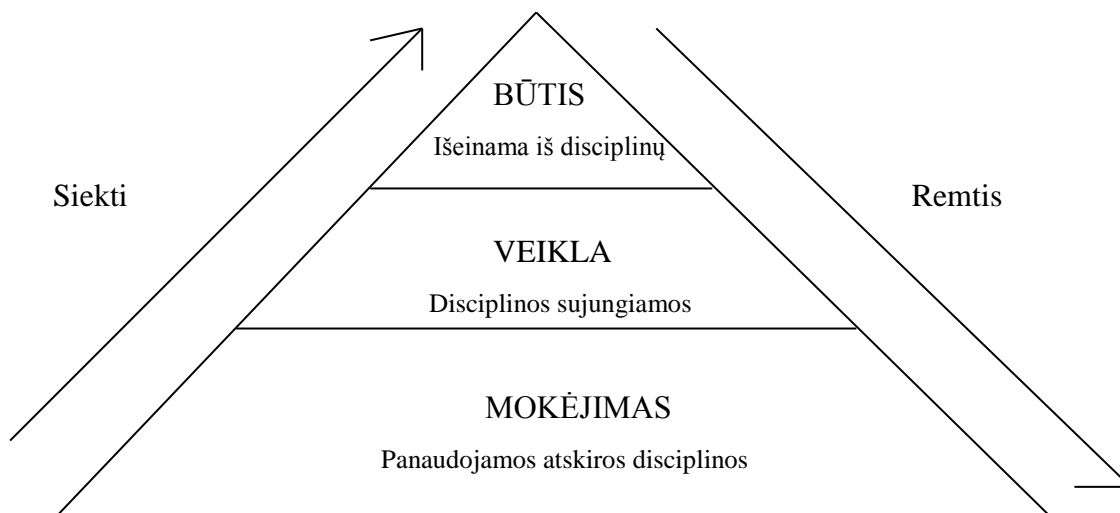 BŪTIS
Išeinama iš disciplinų
Siekti
Remtis
VEIKLA
Disciplinos sujungiamos
MOKĖJIMAS
Panaudojamos atskiros disciplinos